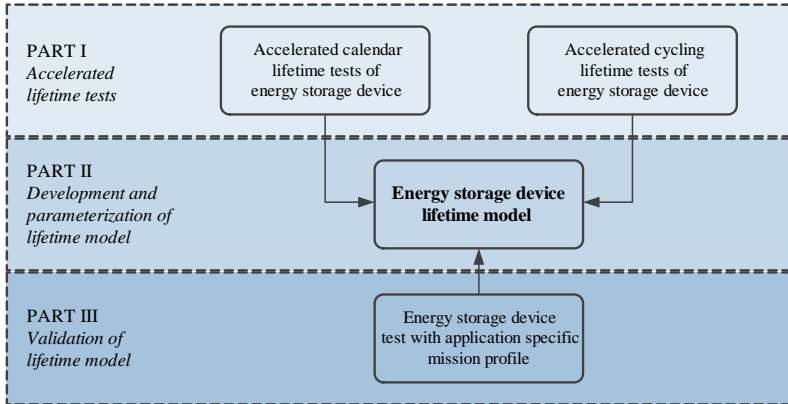 PART I
Accelerated
lifetime tests
Accelerated calendar
lifetime tests of
energy storage device
Accelerated cycling
lifetime tests of
energy storage device
PART II
Development and
parameterization of
lifetime model
Energy storage device
lifetime model
PART III
Validation of
lifetime model
Energy storage device
test with application specific
mission profile